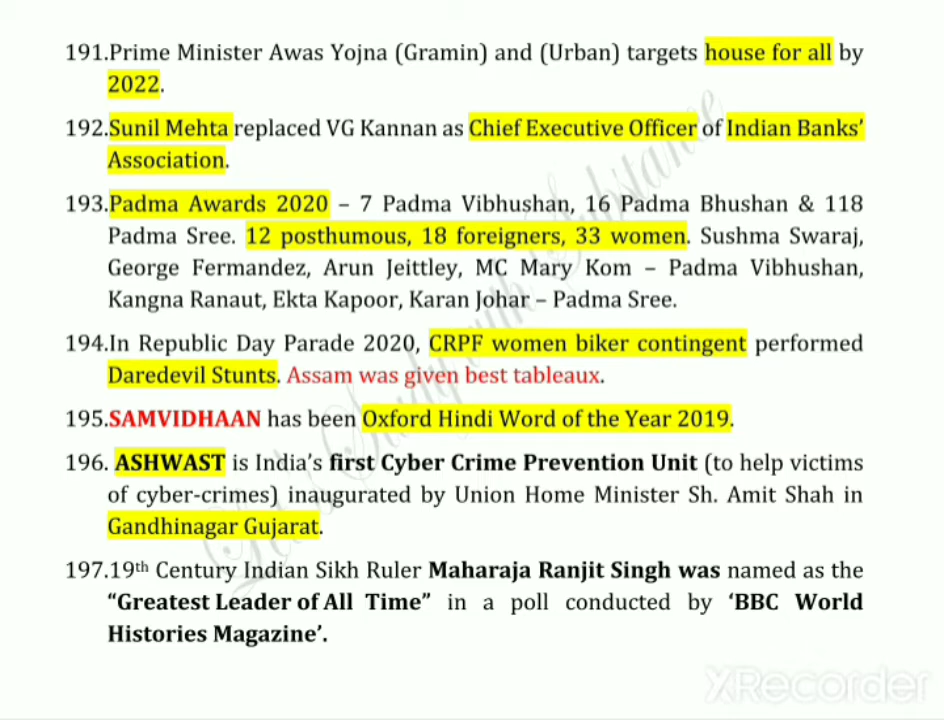 191.Prime Minister Awas Yojna (Gramin) and (Urban) targets house for all by
2022.
192.Sunil Mehta replaced VG Kannan as Chief Executive Officer of Indian Banks’
Association.
193.Padma Awards 2020 – 7 Padma Vibhushan, 16 Padma Bhushan & 118
Padma Sree. 12 posthumous, 18 foreigners, 33 women. Sushma Swaraj,
George Fermandez, Arun Jeittley, MC Mary Kom – Padma Vibhushan,
Kangna Ranaut, Ekta Kapoor, Karan Johar – Padma Sree.
194.In Republic Day Parade 2020, CRPF women biker contingent performed
Daredevil Stunts. Assam was given best tableaux.
195.SAMVIDHAAN has been Oxford Hindi Word of the Year 2019.
196. ASHWAST is India’s first Cyber Crime Prevention Unit (to help victims
of cyber-crimes) inaugurated by Union Home Minister Sh. Amit Shah in
Gandhinagar Gujarat.
197.19th Century Indian Sikh Ruler Maharaja Ranjit Singh was named as the
“Greatest Leader of All Time” in a poll conducted by ‘BBC World
Histories Magazine’.
XRecorder